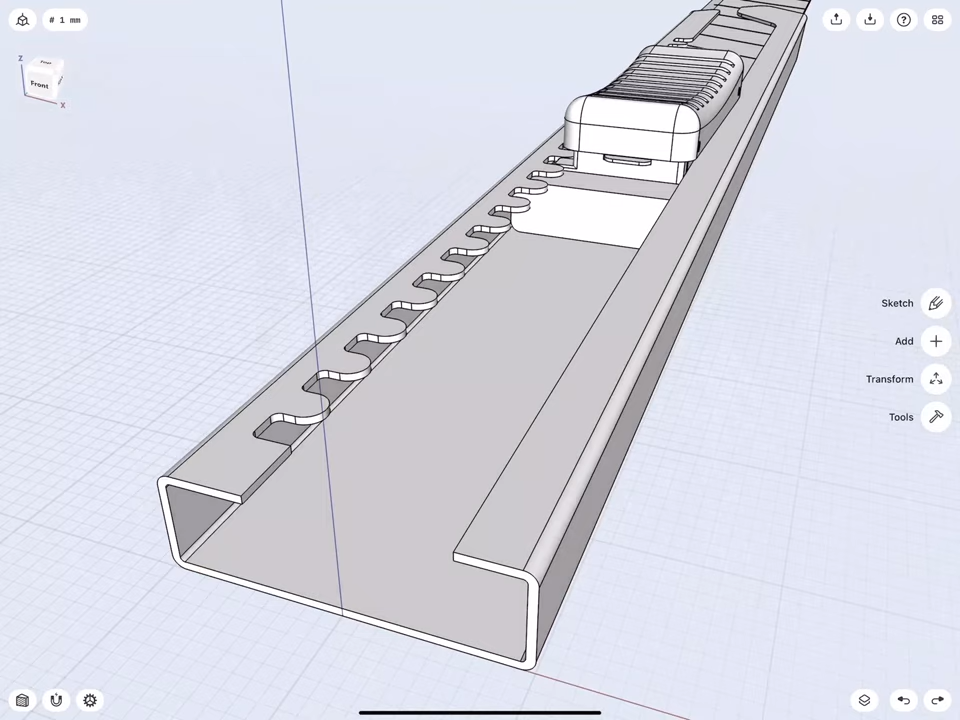 # 1 mm
Z
Front
X
Sketch
Add
Transform
Tools